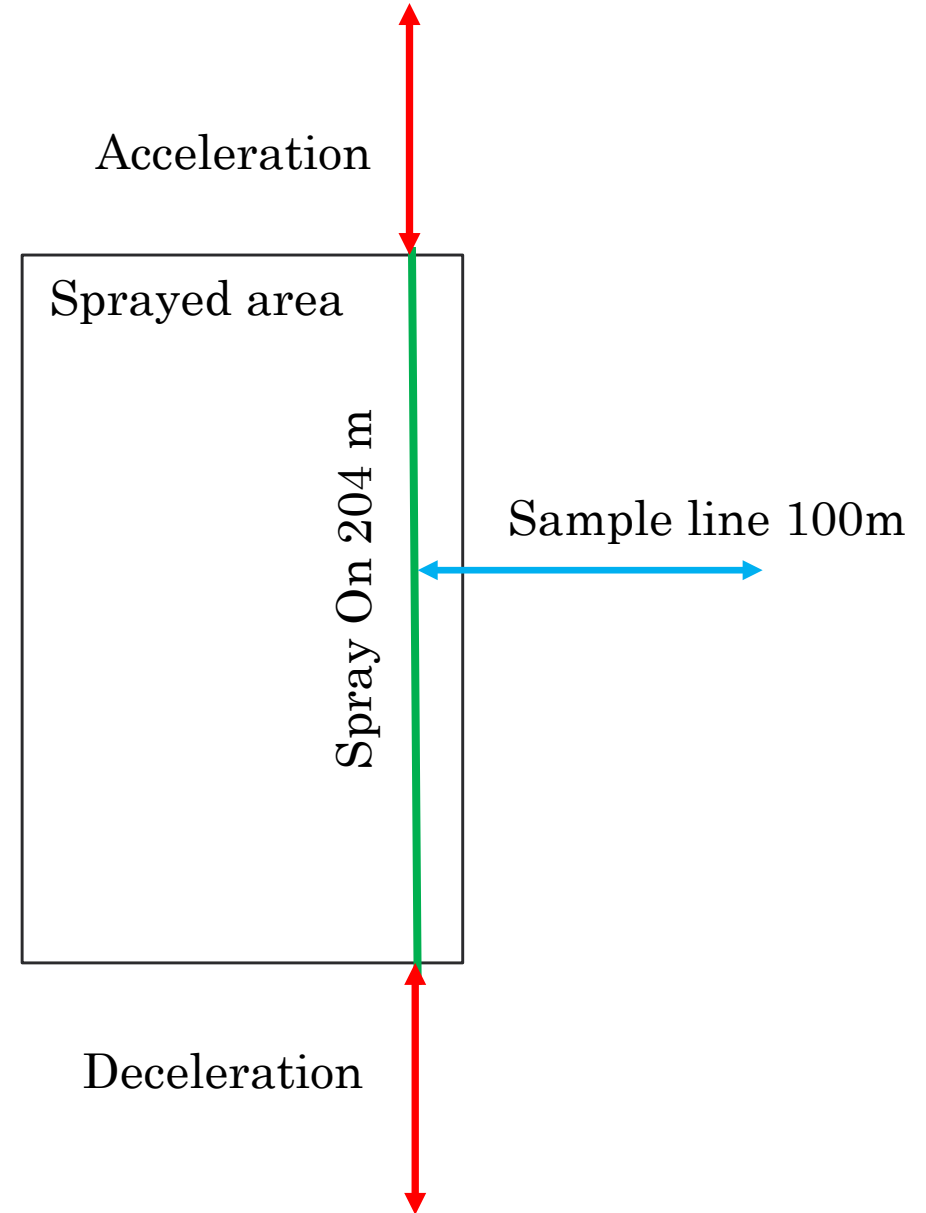 Acceleration
Sprayed area
Spray On 204 m
Sample line 100m
Deceleration